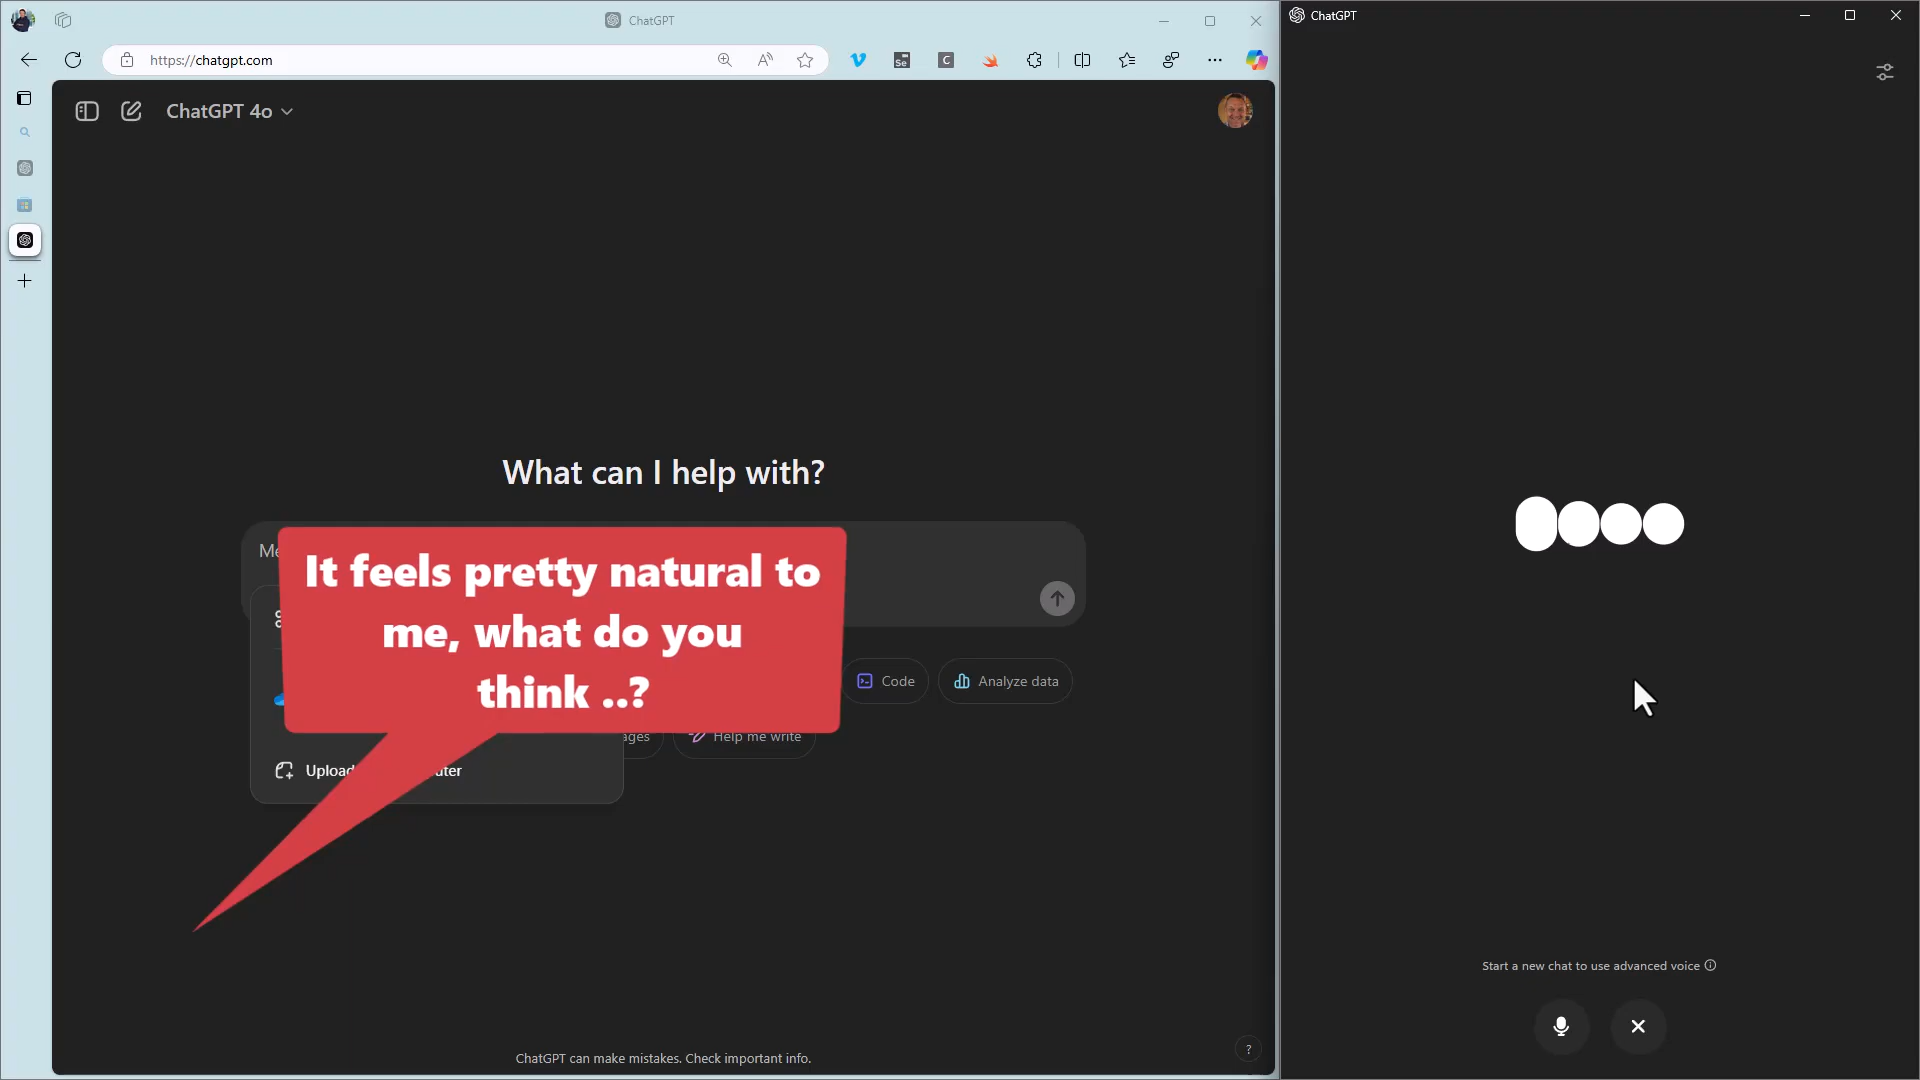 ChatGPT
ChatGPT
https://chatgpt.com
ChatGPT 4o
What can I help with?
It feels pretty natural to
me, what do you
think ..?
Code
Analyze data
Help me write
Upload
Start a new chat to use advanced voice
ChatGPT can make mistakes. Check important info.
?